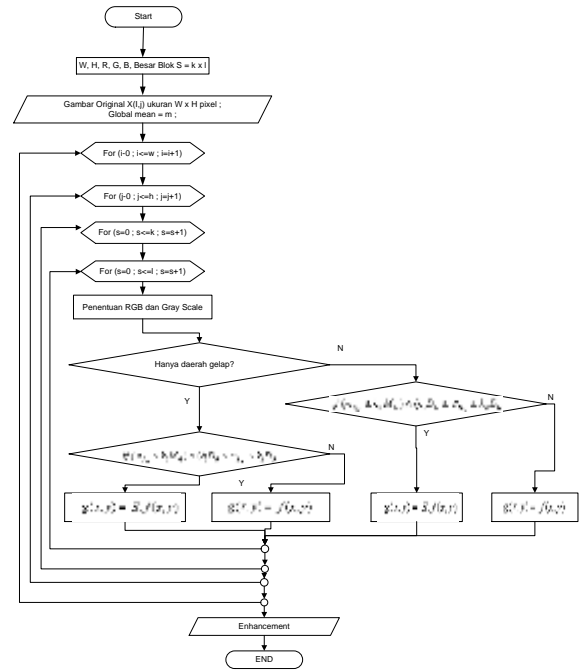 Start
W, H, R, G, B, Besar Blok S = k x l
Gambar Original X(I,j) ukuran W x H pixel ;
Global mean = m ;
For (i-0 ; i<=w ; i=i+1)
For (j-0 ; j<=h ; j=j+1)
For (s=0 ; s<=k ; s=s+1)
For (s=0 ; s<=l ; s=s+1)
Penentuan RGB dan Gray Scale
Hanya daerah gelap?
N
Y
N
Y
N
Y
g(x,y) = E.f(x,y)
g(x,y) = f(x,y)
g(x,y) = E.f(x,y)
g(x,y) = f(x,y)
Enhancement
END